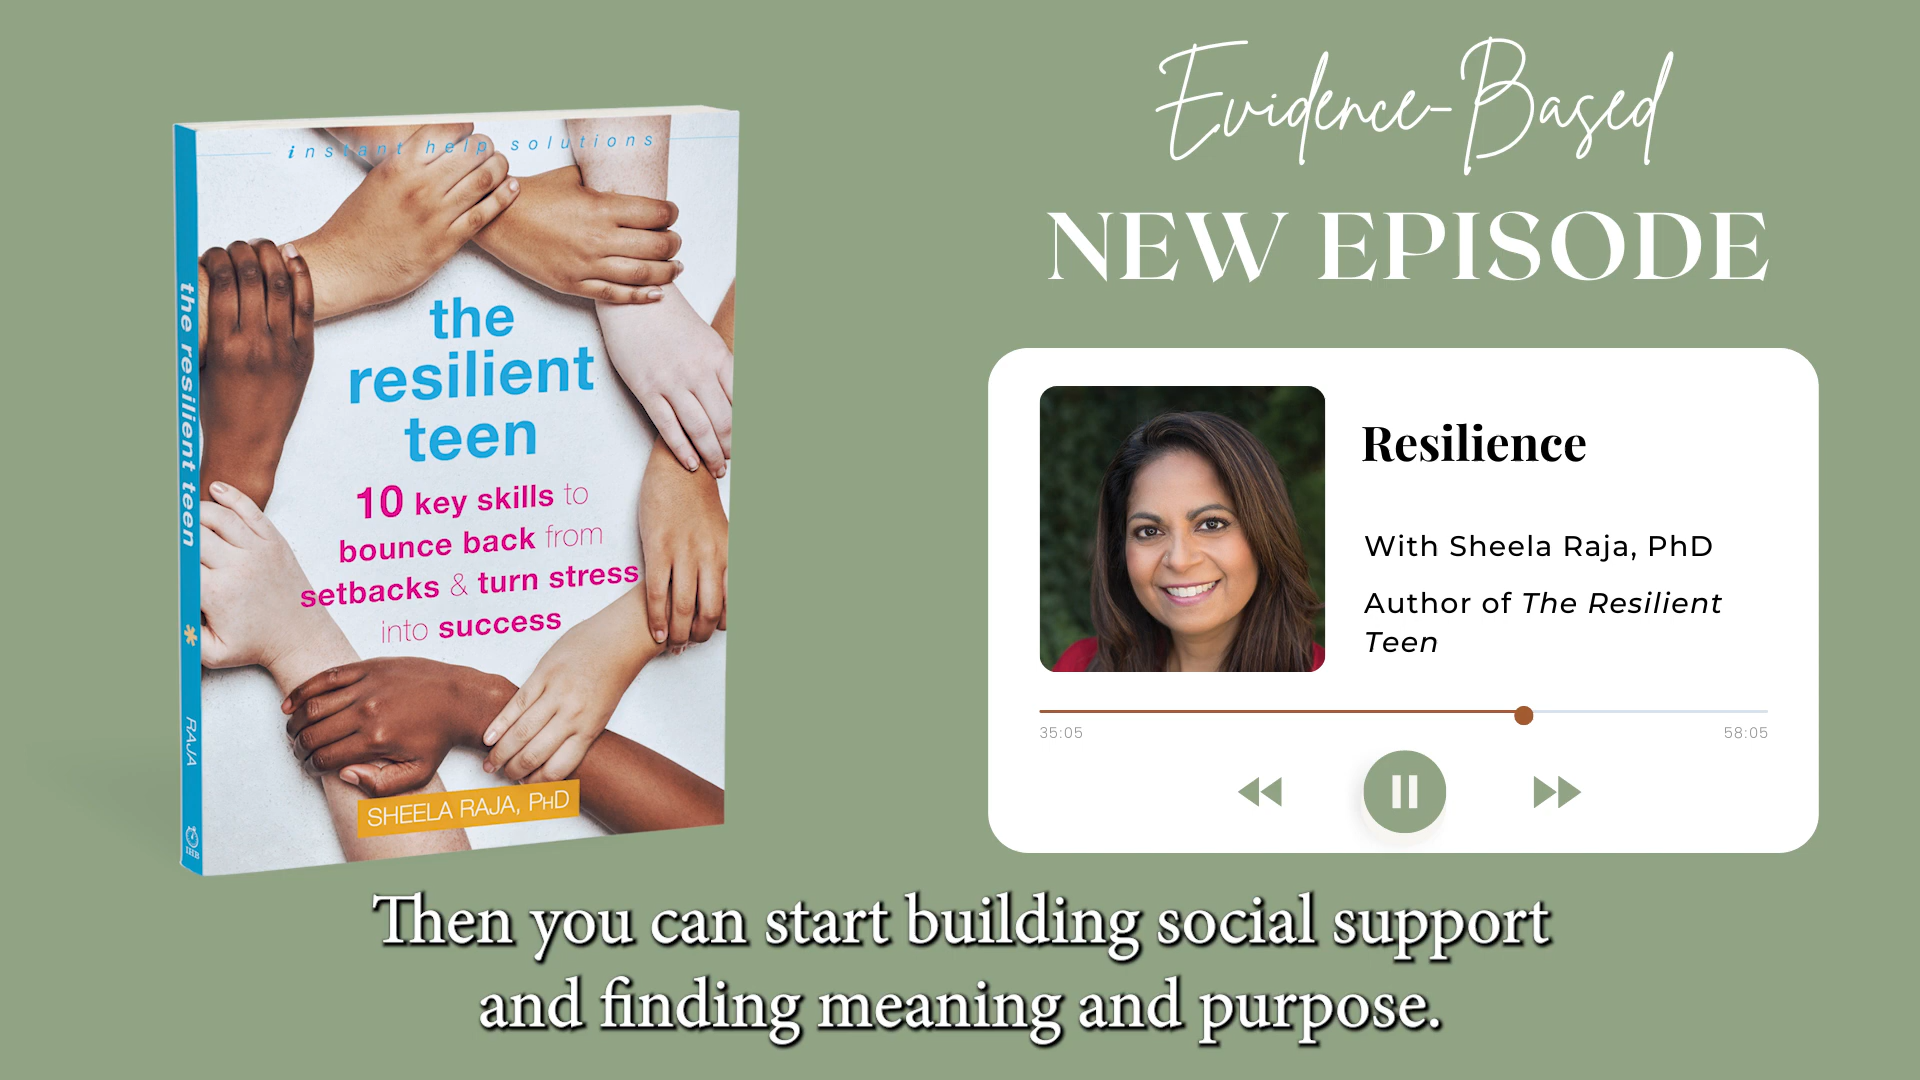 instant help solutions
the
resilient
teen
10 key skills to
bounce back from
setbacks & turn stress
into success
SHEELA RAJA, PHD
the resilient teen
RAJA
IHB
Evidence-Based
NEW EPISODE
Resilience
With Sheela Raja, PhD
Author of The Resilient
Teen
35:05
58:05
Then you can start building social support
and finding meaning and purpose.